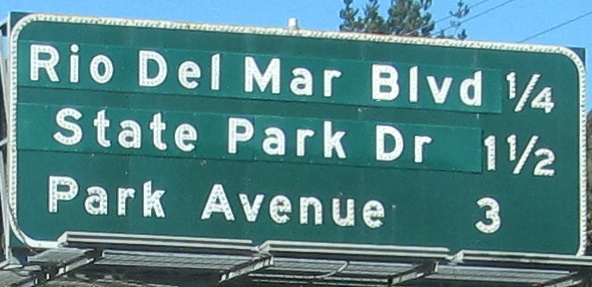 Rio Del Mar Blvd 1/4
State Park Dr 1 1/2
Park Avenue 3